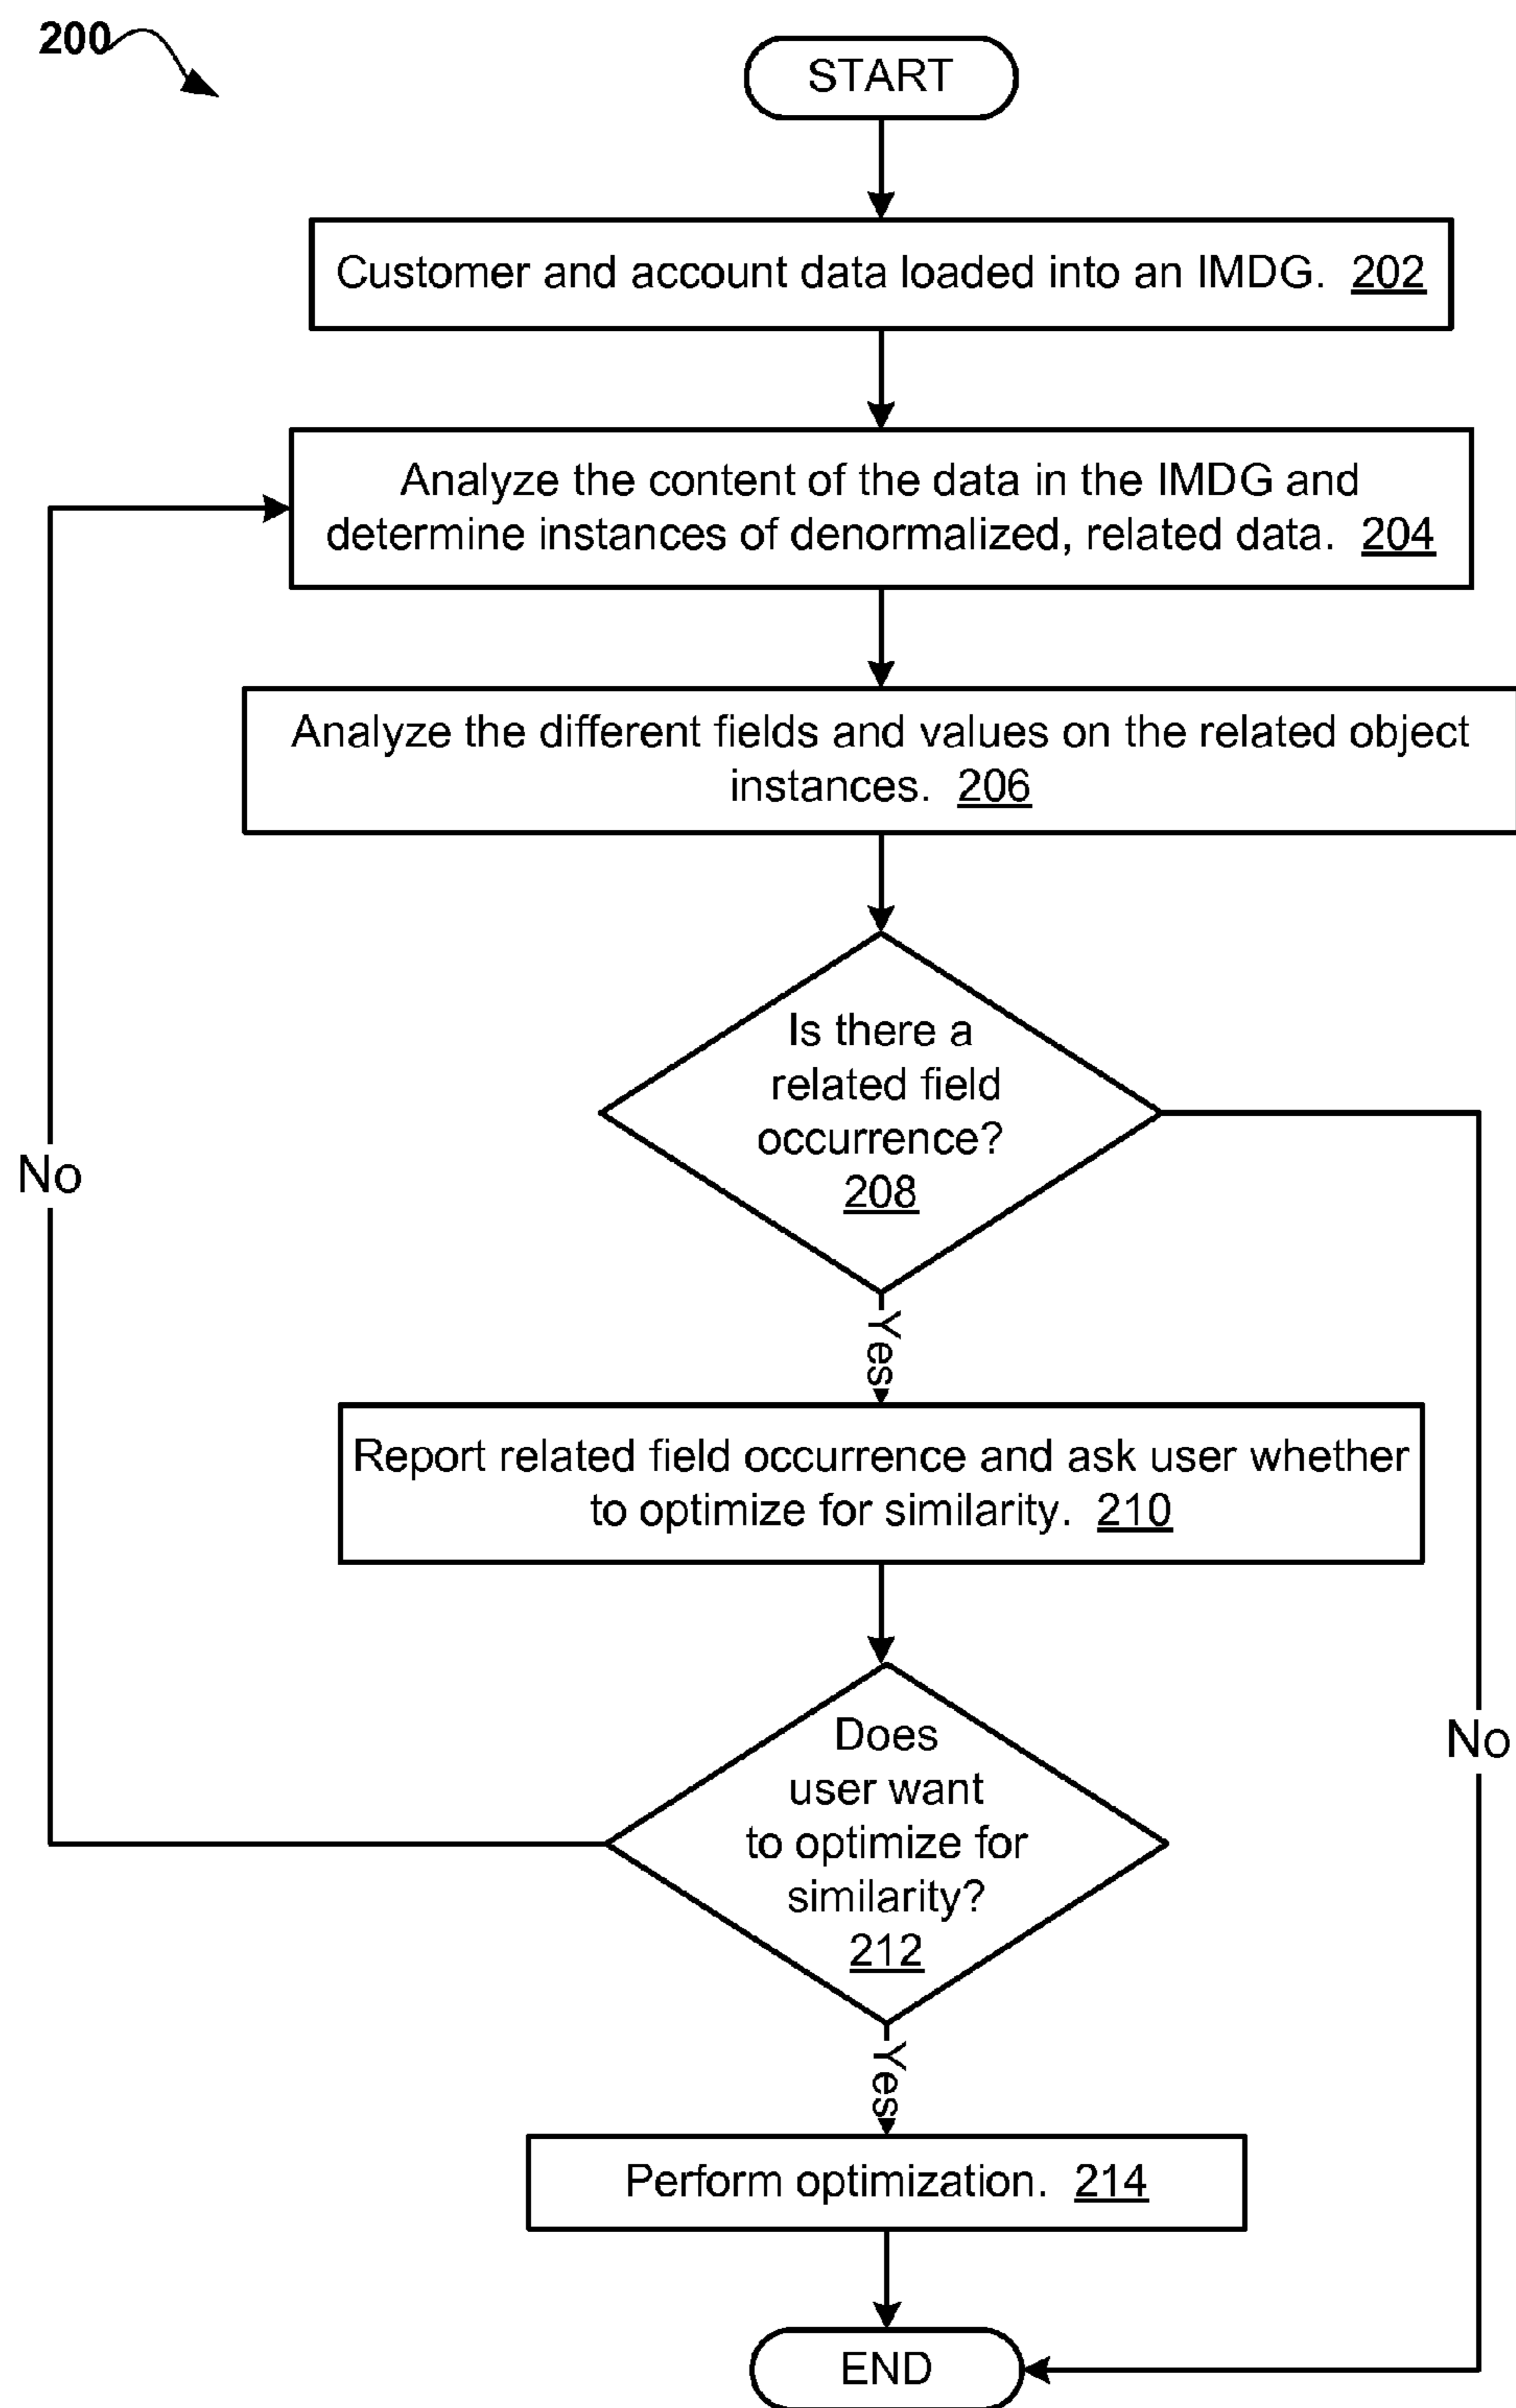 200
START
Customer and account data loaded into an IMDG. 202
Analyze the content of the data in the IMDG and
determine instances of denormalized, related data. 204
Analyze the different fields and values on the related object
instances. 206
Is there a
related field
occurrence?
208
No
Yes
Report related field occurrence and ask user whether
to optimize for similarity. 210
Does
user want
to optimize for
similarity?
212
No
Yes
Perform optimization. 214
END